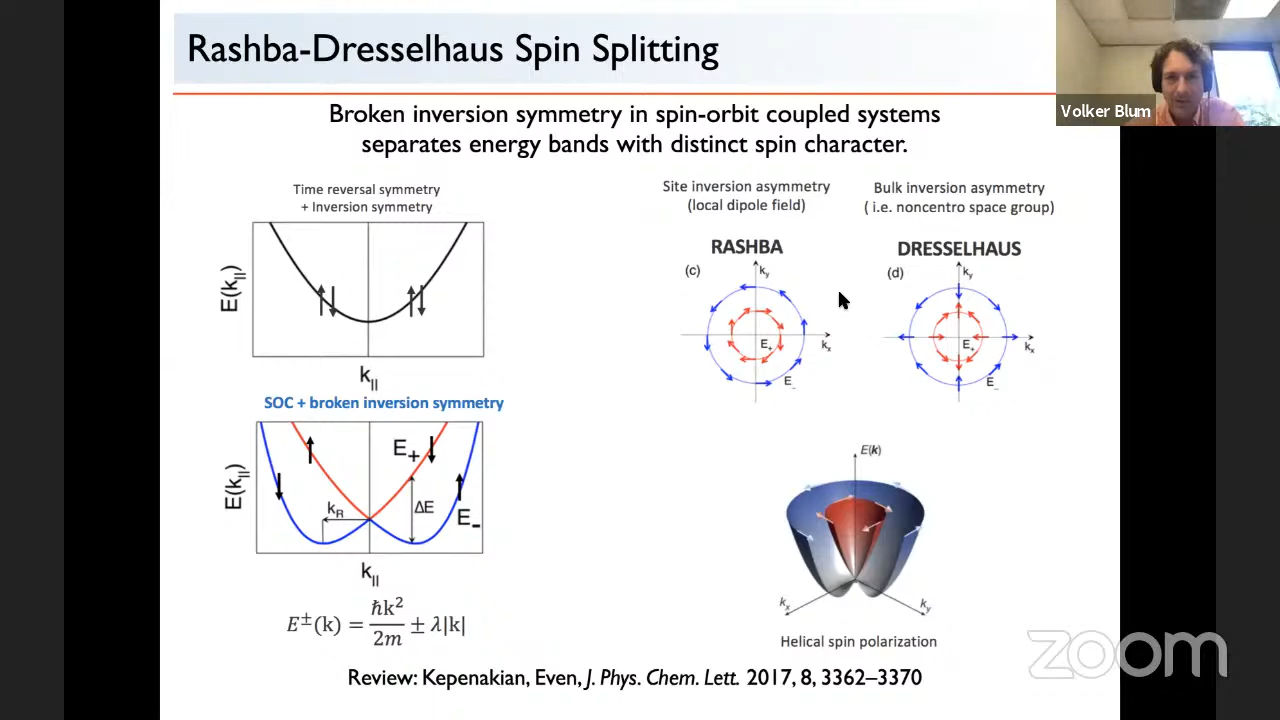 Rashba-Dresselhaus Spin Splitting
Volker Blum
Broken inversion symmetry in spin-orbit coupled systems
separates energy bands with distinct spin character.
Time reversal symmetry
+ Inversion symmetry
E(k||)
k||
SOC + broken inversion symmetry
E(k||)
E+
kR
ΔE
E-
k||
E±(k) = ħk²/2m ± λ|k|
Site inversion asymmetry
(local dipole field)
RASHBA
(c)
ky
E+
kx
E-
Bulk inversion asymmetry
( i.e. noncentro space group)
DRESSELHAUS
(d)
ky
E+
kx
E-
E(k)
kx
ky
Helical spin polarization
Review: Kepenakian, Even, J. Phys. Chem. Lett. 2017, 8, 3362–3370
zoom